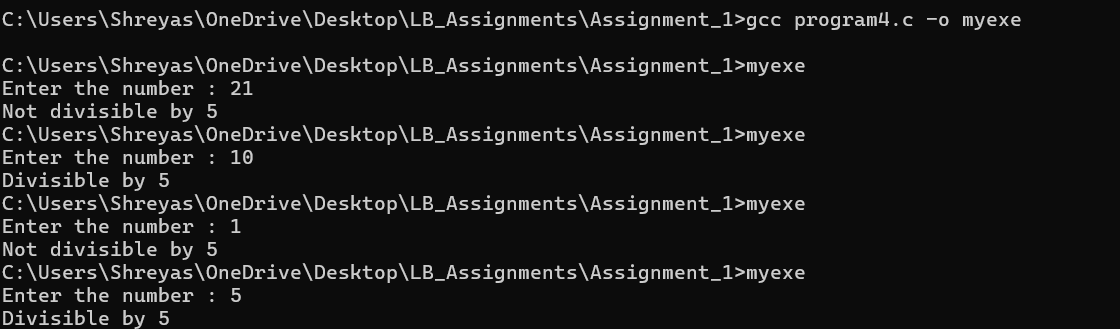 C:\Users\Shreyas\OneDrive\Desktop\LB_Assignments\Assignment_1>gcc program4.c -o myexe
C:\Users\Shreyas\OneDrive\Desktop\LB_Assignments\Assignment_1>myexe
Enter the number : 21
Not divisible by 5
C:\Users\Shreyas\OneDrive\Desktop\LB_Assignments\Assignment_1>myexe
Enter the number : 10
Divisible by 5
C:\Users\Shreyas\OneDrive\Desktop\LB_Assignments\Assignment_1>myexe
Enter the number : 1
Not divisible by 5
C:\Users\Shreyas\OneDrive\Desktop\LB_Assignments\Assignment_1>myexe
Enter the number : 5
Divisible by 5